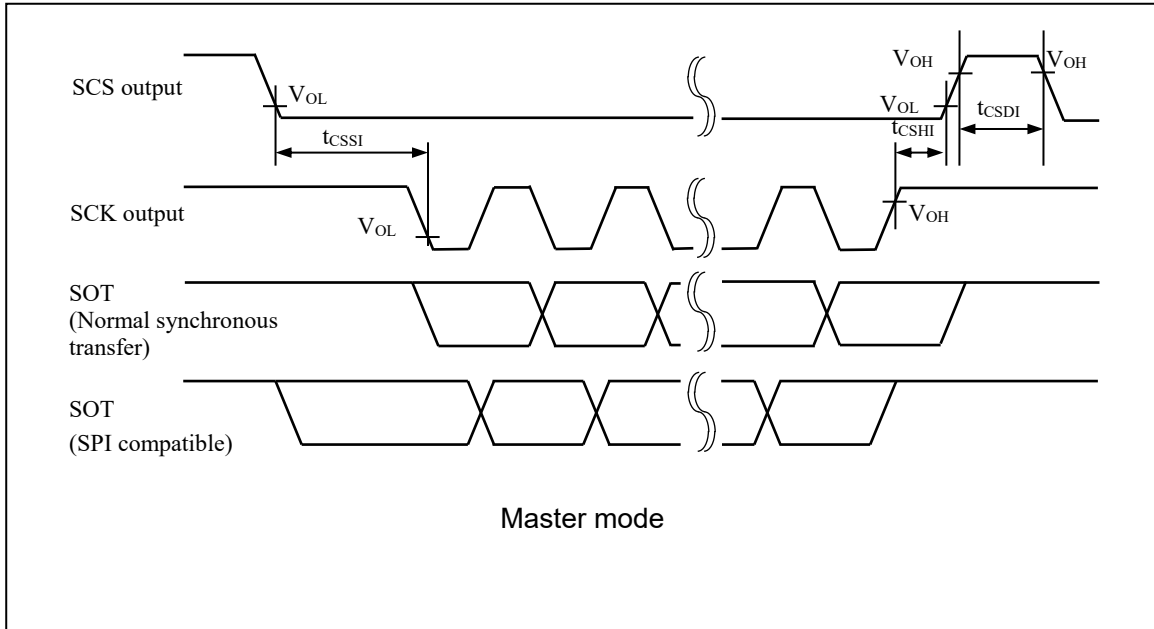 SCS output
VOL
tCSSI
VOH
VOH
VOL
tCSHI
tCSDI
SCK output
VOL
VOH
SOT
(Normal synchronous
transfer)
SOT
(SPI compatible)
Master mode